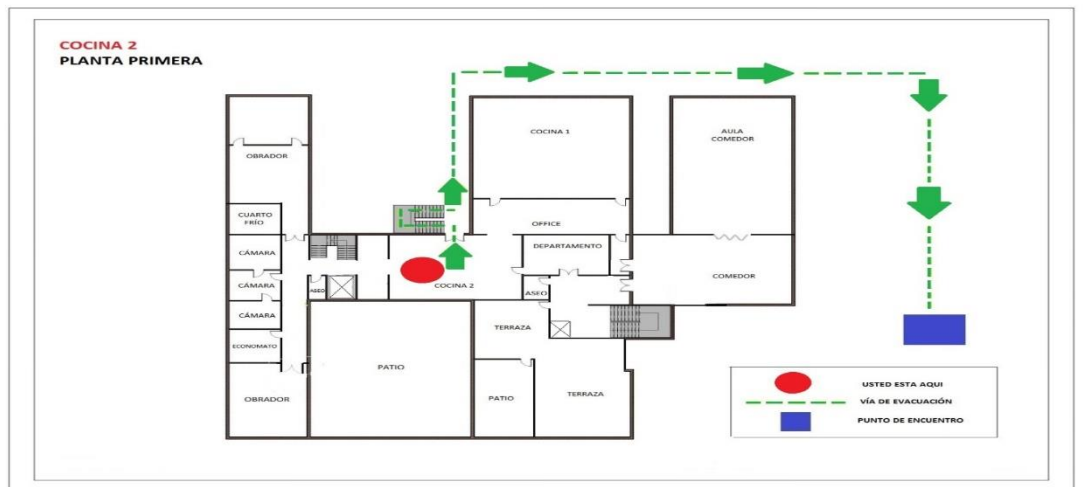 COCINA 2
PLANTA PRIMERA
COCINA 1
AULA
COMEDOR
OBRADOR
CUARTO
FRÍO
OFFICE
CÁMARA
DEPARTAMENTO
COMEDOR
CÁMARA
ASEO
COCINA 2
ASEO
CÁMARA
TERRAZA
ECONOMATO
PATIO
OBRADOR
PATIO
TERRAZA
USTED ESTA AQUI
VÍA DE EVACUACIÓN
PUNTO DE ENCUENTRO